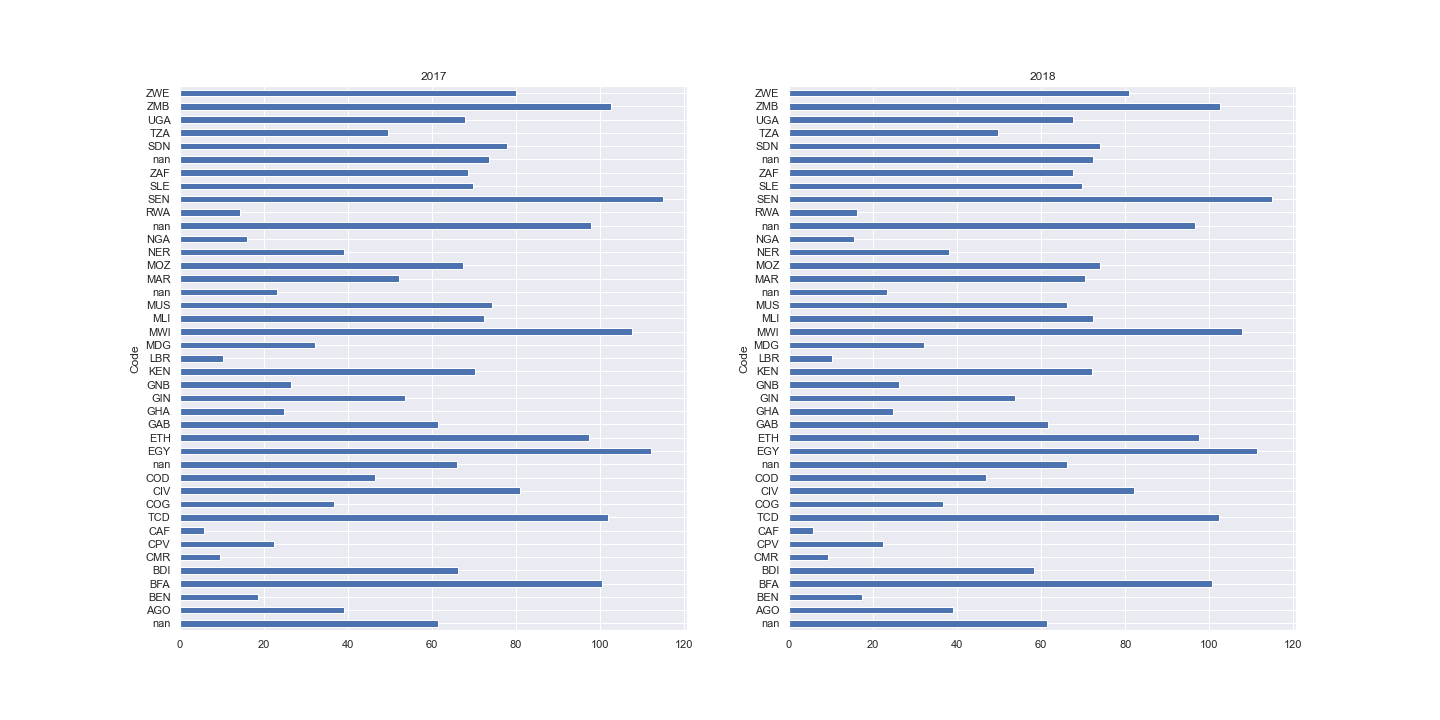 2017
ZWE
ZMB
UGA
TZA
SDN
nan
ZAF
SLE
SEN
RWA
nan
NGA
NER
MOZ
MAR
nan
MUS
MLI
MWI
MDG
LBR
KEN
GNB
GIN
GHA
GAB
ETH
EGY
nan
COD
CIV
COG
TCD
CAF
CPV
CMR
BDI
BFA
BEN
AGO
nan
Code
0 20 40 60 80 100 120
2018
ZWE
ZMB
UGA
TZA
SDN
nan
ZAF
SLE
SEN
RWA
nan
NGA
NER
MOZ
MAR
nan
MUS
MLI
MWI
MDG
LBR
KEN
GNB
GIN
GHA
GAB
ETH
EGY
nan
COD
CIV
COG
TCD
CAF
CPV
CMR
BDI
BFA
BEN
AGO
nan
Code
0 20 40 60 80 100 120